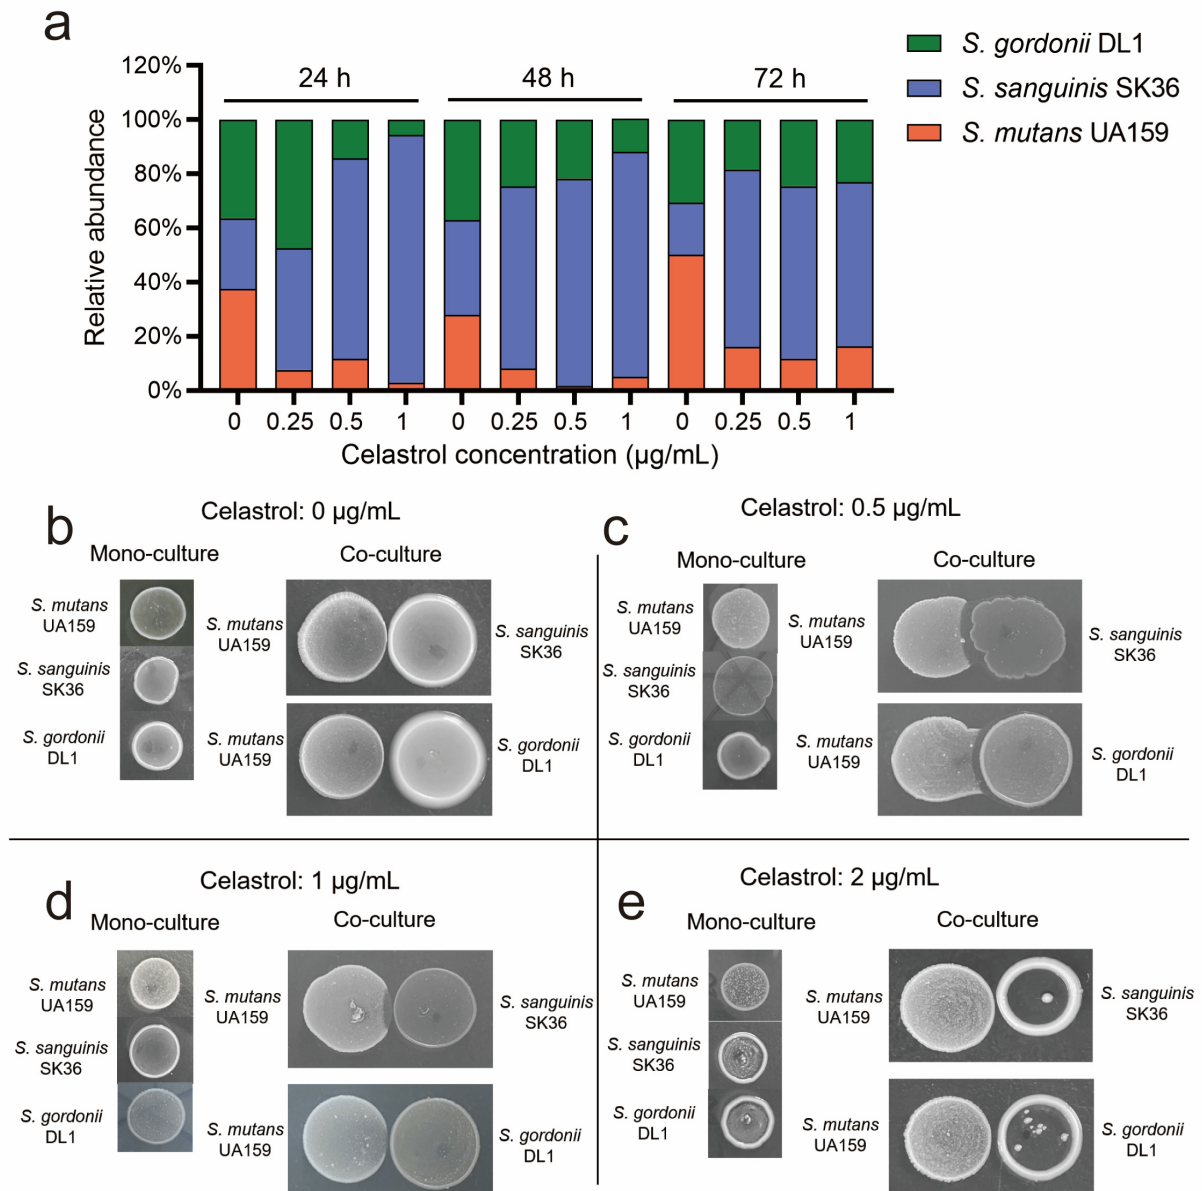 a
120%
100%
80%
60%
40%
20%
0%
Relative abundance
24 h
48 h
72 h
0 0.25 0.5 1 0 0.25 0.5 1 0 0.25 0.5 1
Celastrol concentration (µg/mL)
S. gordonii DL1
S. sanguinis SK36
S. mutans UA159
b
Celastrol: 0 µg/mL
Mono-culture
Co-culture
S. mutans
UA159
S. sanguinis
SK36
S. gordonii
DL1
S. mutans
UA159
S. sanguinis
SK36
S. mutans
UA159
S. gordonii
DL1
c
Celastrol: 0.5 µg/mL
Mono-culture
Co-culture
S. mutans
UA159
S. sanguinis
SK36
S. gordonii
DL1
S. mutans
UA159
S. sanguinis
SK36
S. mutans
UA159
S. gordonii
DL1
d
Celastrol: 1 µg/mL
Mono-culture
Co-culture
S. mutans
UA159
S. sanguinis
SK36
S. gordonii
DL1
S. mutans
UA159
S. sanguinis
SK36
S. mutans
UA159
S. gordonii
DL1
e
Celastrol: 2 µg/mL
Mono-culture
Co-culture
S. mutans
UA159
S. sanguinis
SK36
S. gordonii
DL1
S. mutans
UA159
S. sanguinis
SK36
S. mutans
UA159
S. gordonii
DL1